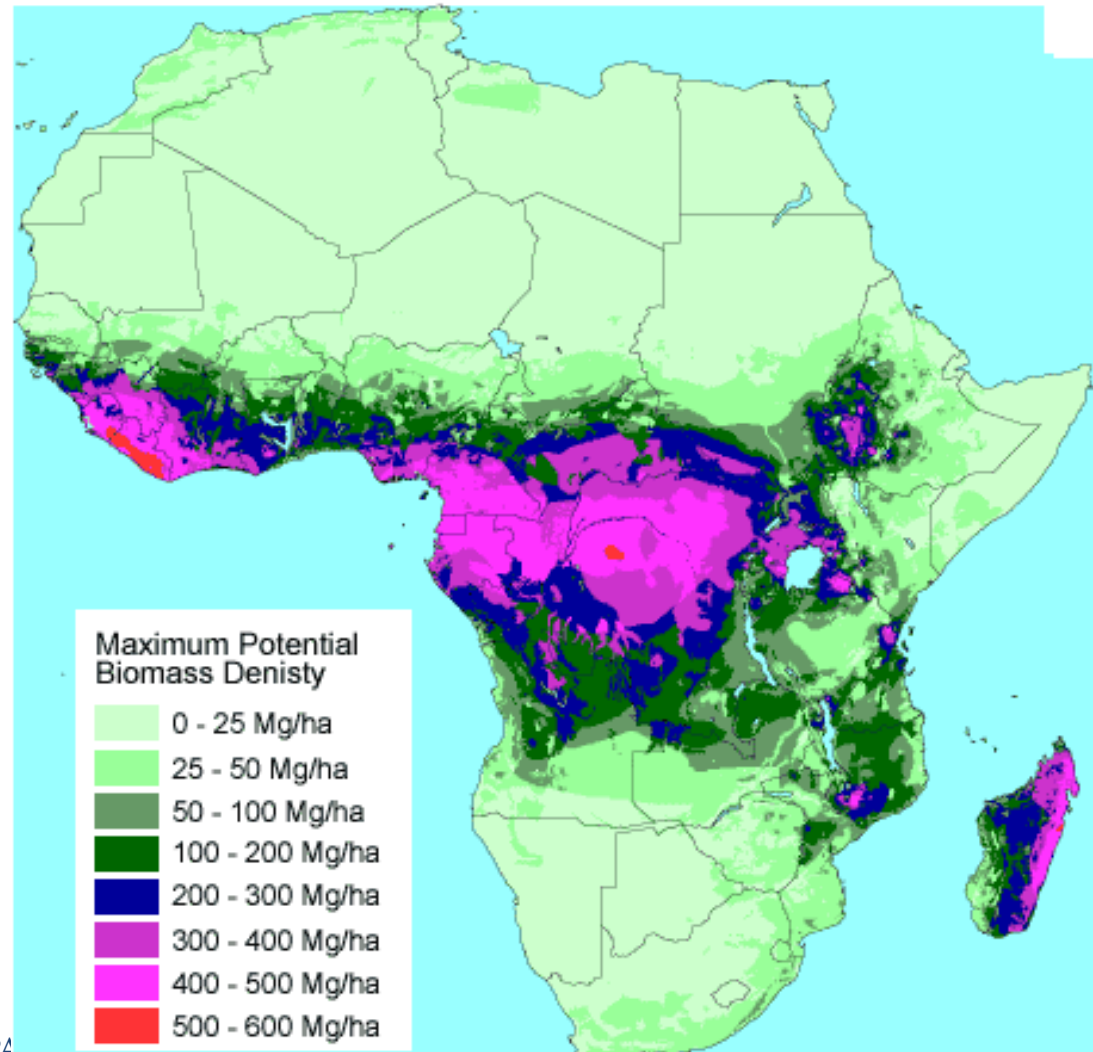 Maximum Potential
Biomass Denisty
0 - 25 Mg/ha
25 - 50 Mg/ha
50 - 100 Mg/ha
100 - 200 Mg/ha
200 - 300 Mg/ha
300 - 400 Mg/ha
400 - 500 Mg/ha
500 - 600 Mg/ha